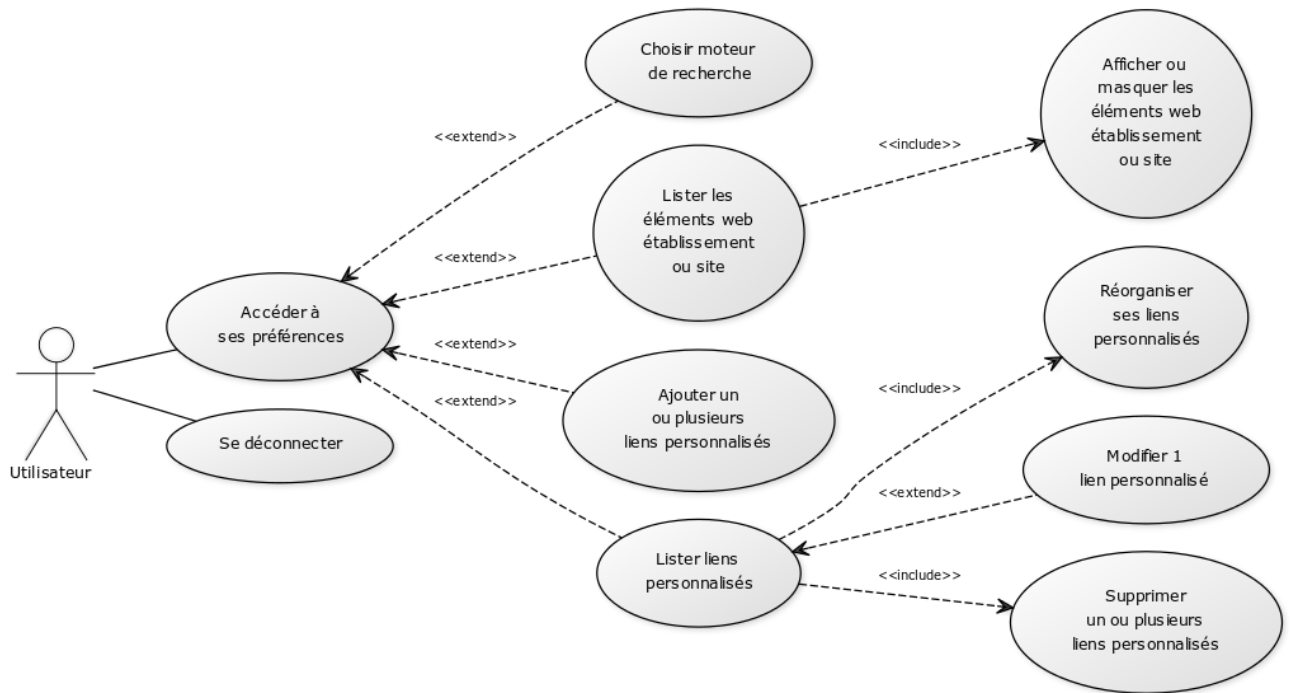 Choisir moteur
de recherche
Afficher ou
masquer les
éléments web
établissement
ou site
<<extend>>
<<include>>
Lister les
éléments web
établissement
ou site
<<extend>>
Accéder à
ses préférences
Réorganiser
ses liens
personnalisés
<<extend>>
<<extend>>
<<include>>
Ajouter un
ou plusieurs
liens personnalisés
Se déconnecter
Utilisateur
Modifier 1
lien personnalisé
<<extend>>
Lister liens
personnalisés
<<include>>
Supprimer
un ou plusieurs
liens personnalisés